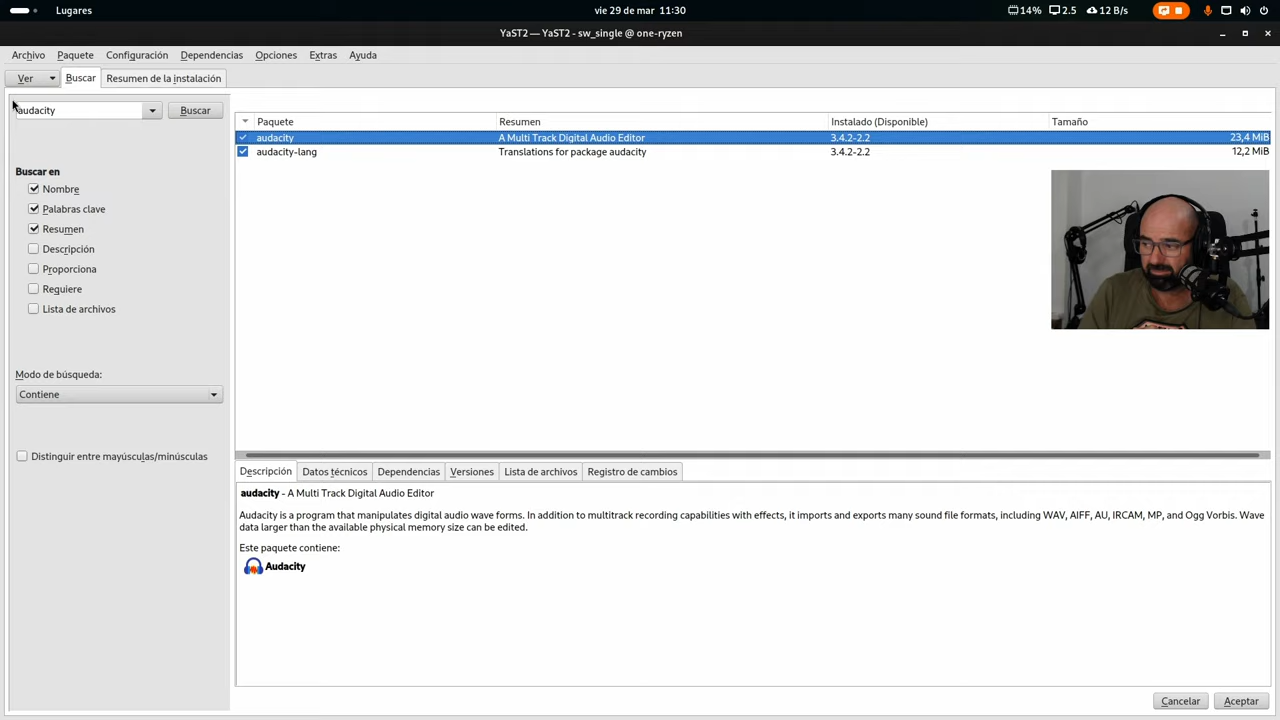 Lugares
vie 29 de mar 11:30
14% 2.5 12 B/s
YaST2 — YaST2 - sw_single @ one-ryzen
Archivo Paquete Configuración Dependencias Opciones Extras Ayuda
Ver Buscar Resumen de la instalación
audacity Buscar
Paquete Resumen Instalado (Disponible) Tamaño
audacity A Multi Track Digital Audio Editor 3.4.2-2.2 23,4 MiB
audacity-lang Translations for package audacity 3.4.2-2.2 12,2 MiB
Buscar en
Nombre
Palabras clave
Resumen
Descripción
Proporciona
Requiere
Lista de archivos
Modo de búsqueda:
Contiene
Distinguir entre mayúsculas/minúsculas
Descripción Datos técnicos Dependencias Versiones Lista de archivos Registro de cambios
audacity - A Multi Track Digital Audio Editor
Audacity is a program that manipulates digital audio wave forms. In addition to multitrack recording capabilities with effects, it imports and exports many sound file formats, including WAV, AIFF, AU, IRCAM, MP, and Ogg Vorbis. Wave
data larger than the available physical memory size can be edited.
Este paquete contiene:
Audacity
Cancelar Aceptar